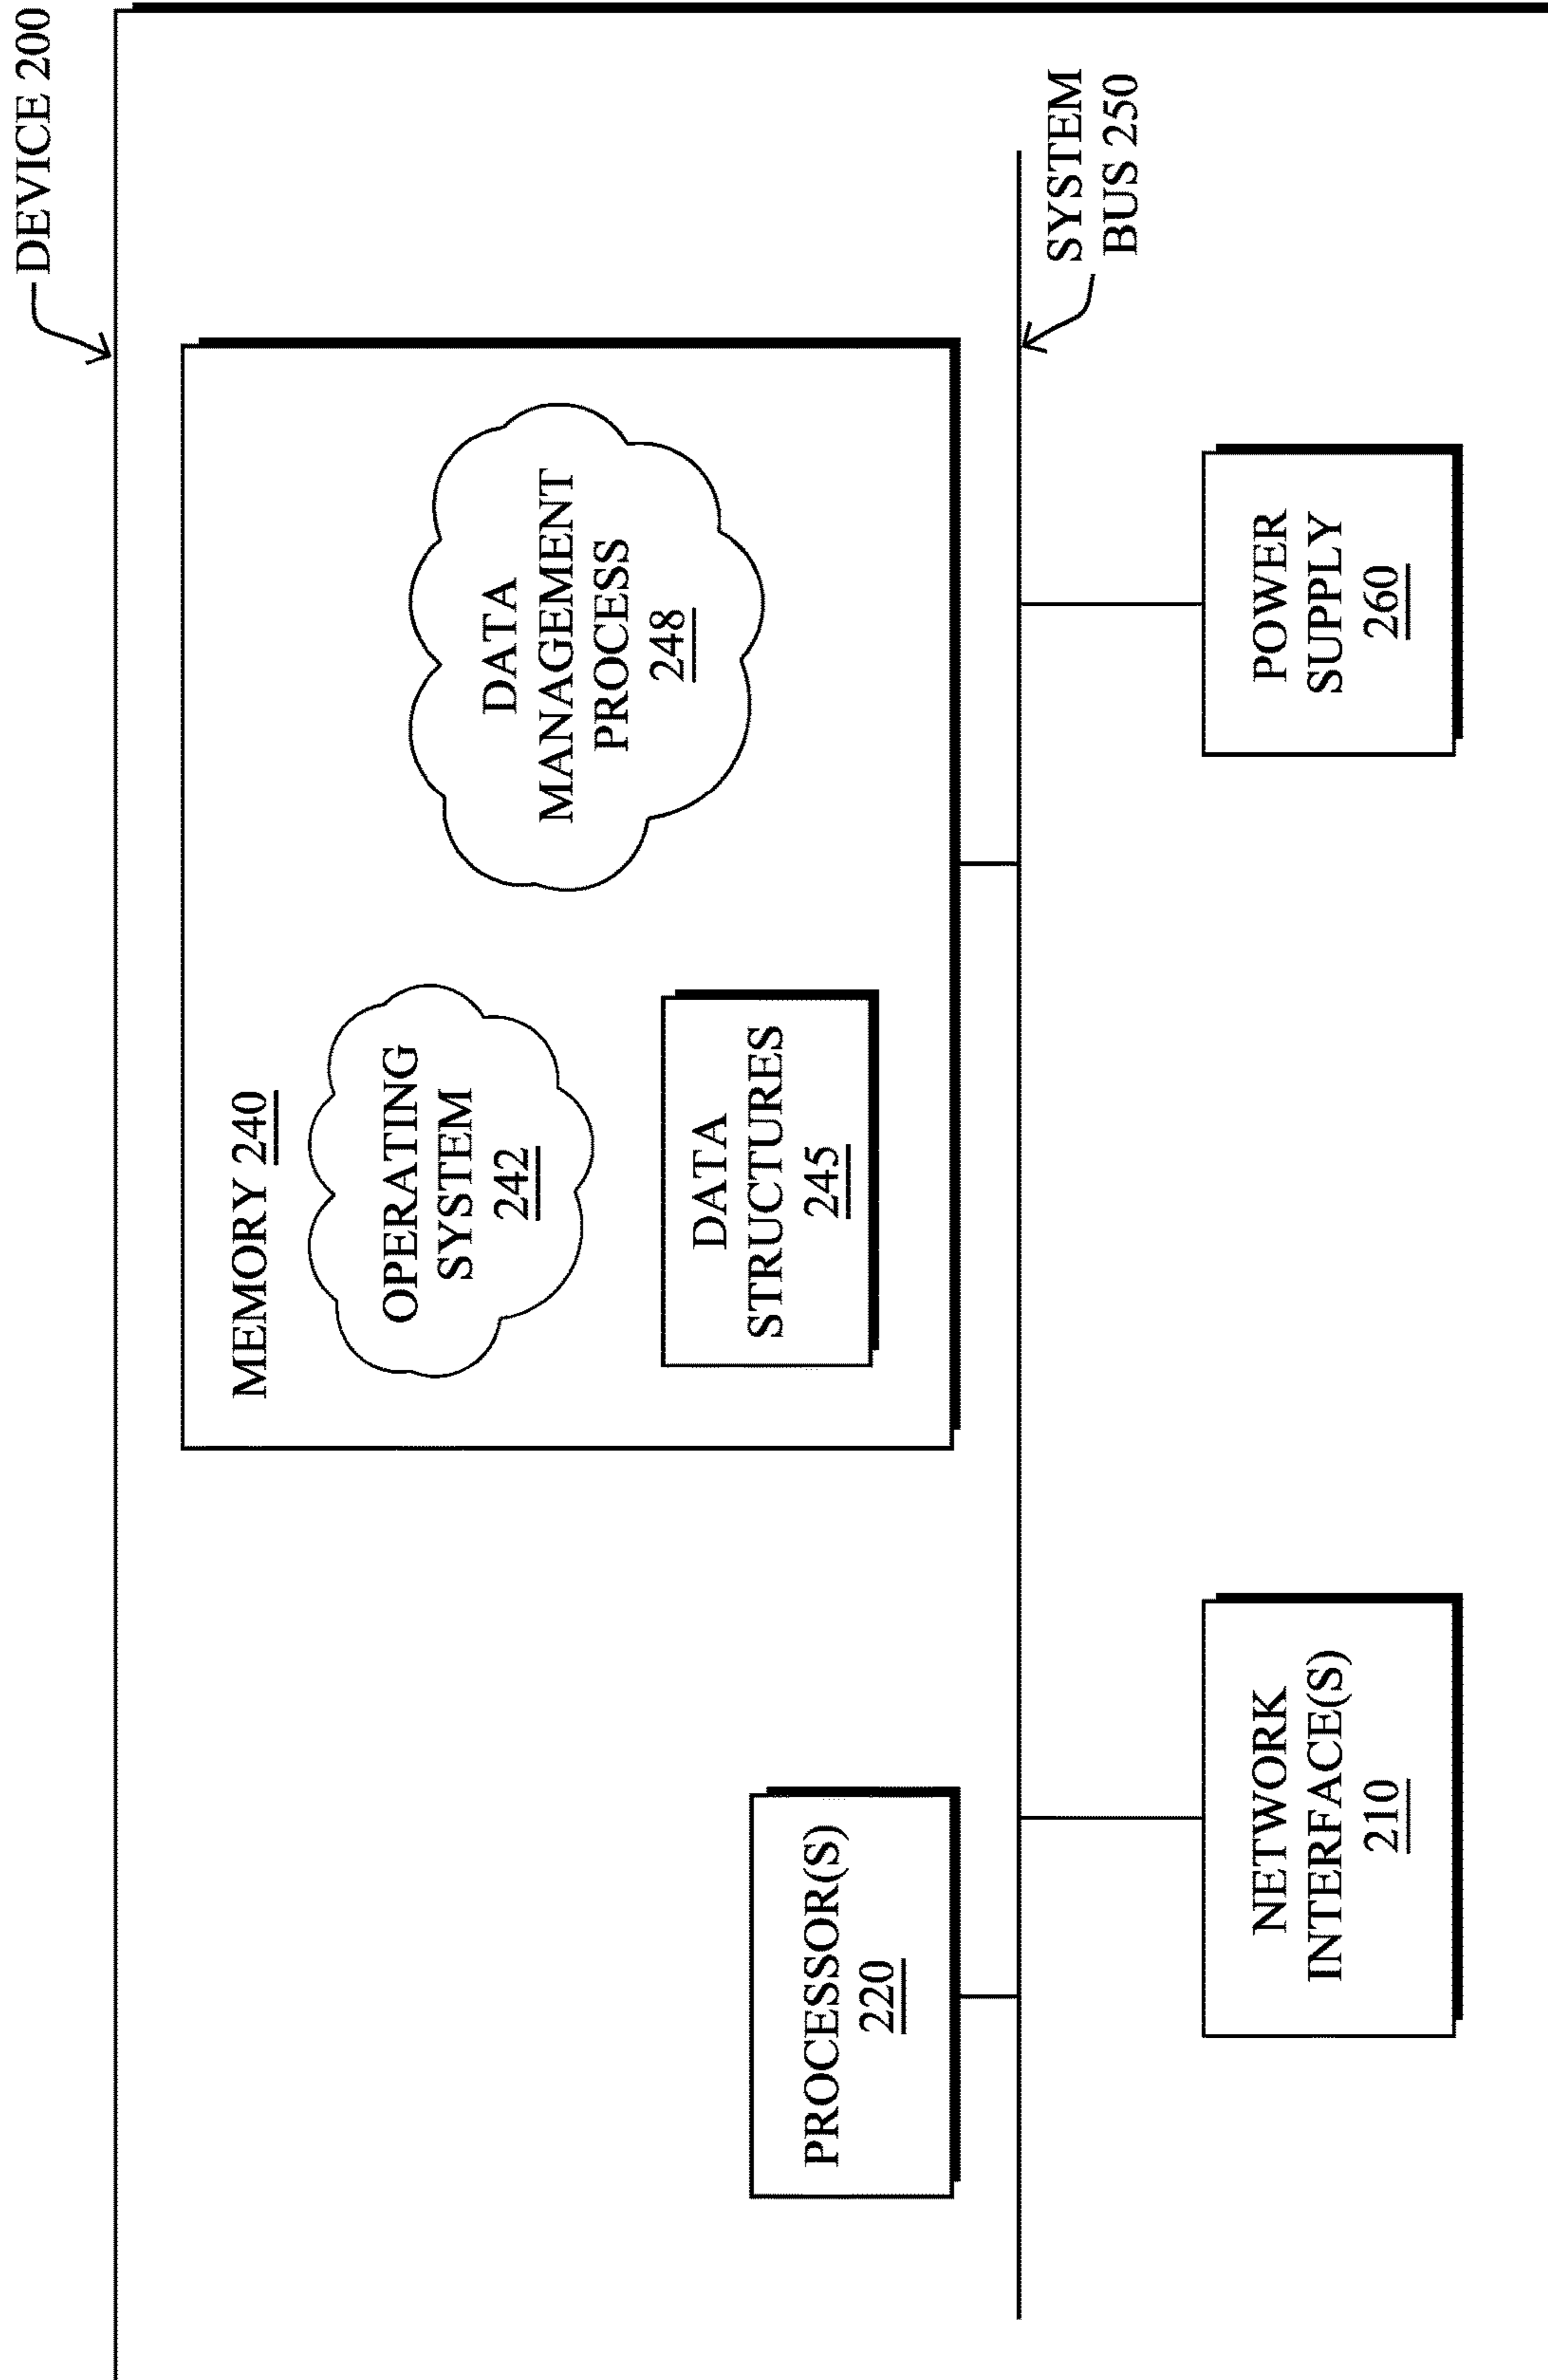 DEVICE 200
MEMORY 240
OPERATING
SYSTEM
242
DATA
STRUCTURES
245
DATA
MANAGEMENT
PROCESS
248
PROCESSOR(S)
220
SYSTEM
BUS 250
NETWORK
INTERFACE(S)
210
POWER
SUPPLY
260